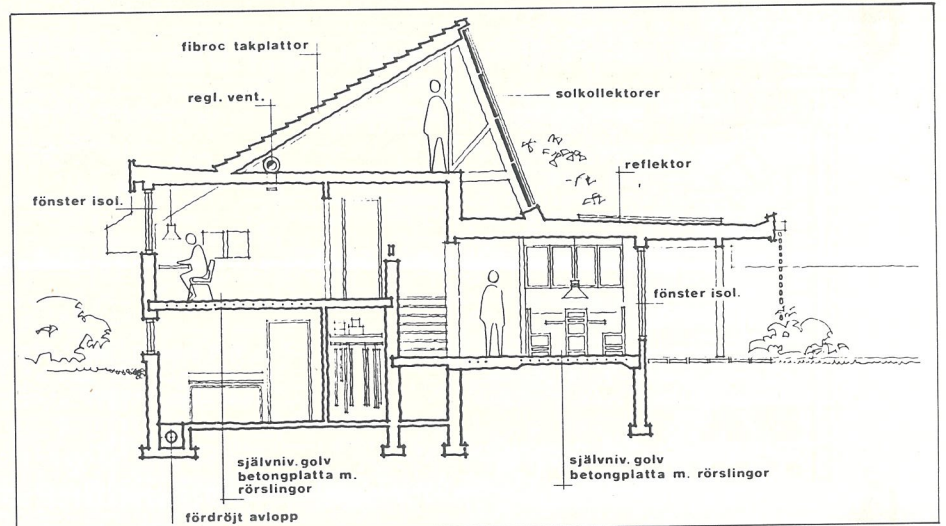 fibroc takplattor
regl. vent.
solkollektorer
reflektor
fönster isol.
fönster isol.
självniv. golv
betongplatta m.
rörslingor
självniv. golv
betongplatta m.
rörslingor
fördröjt avlopp